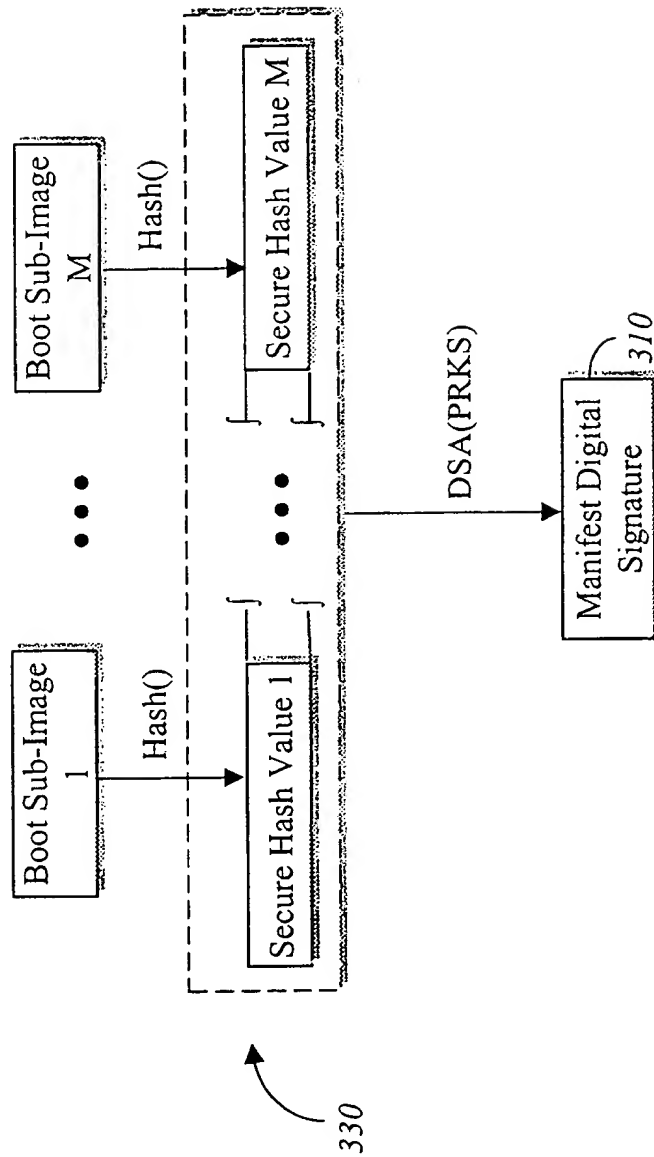 Boot Sub-Image
1
Boot Sub-Image
M
Hash()
Hash()
Secure Hash Value 1
Secure Hash Value M
330
DSA(PRKS)
Manifest Digital
Signature
310